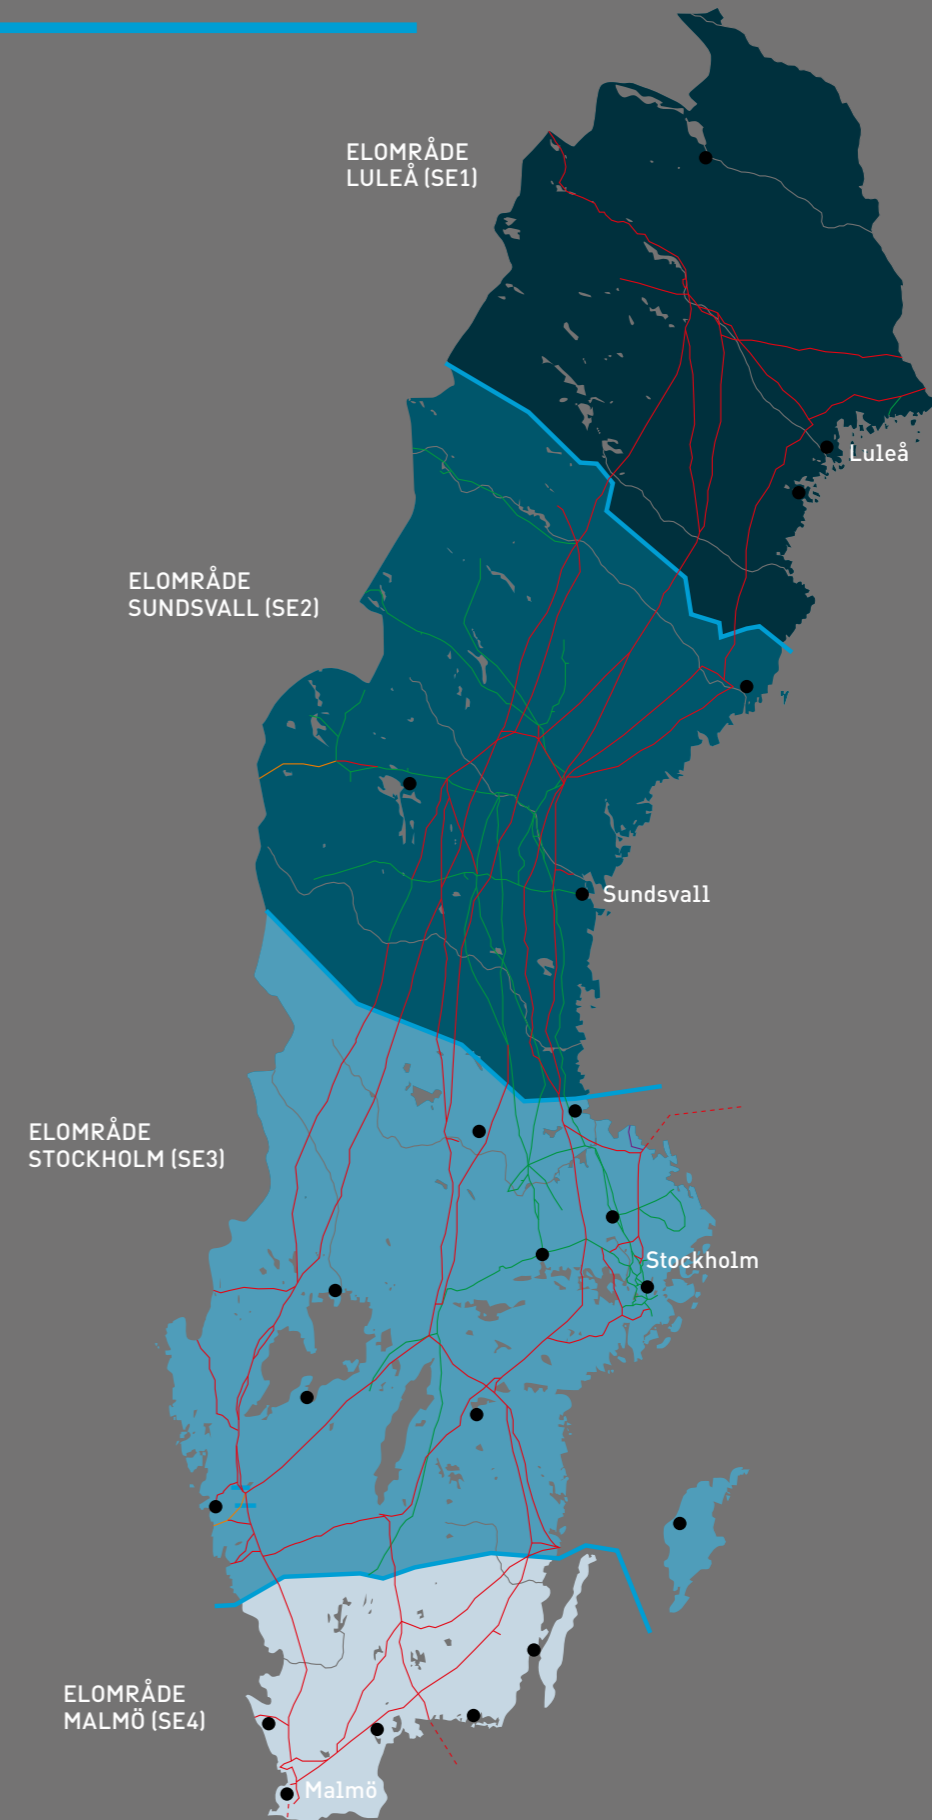 ELOMRÅDE
LULEÅ (SE1)
Luleå
ELOMRÅDE
SUNDSVALL (SE2)
Sundsvall
ELOMRÅDE
STOCKHOLM (SE3)
Stockholm
ELOMRÅDE
MALMÖ (SE4)
Malmö